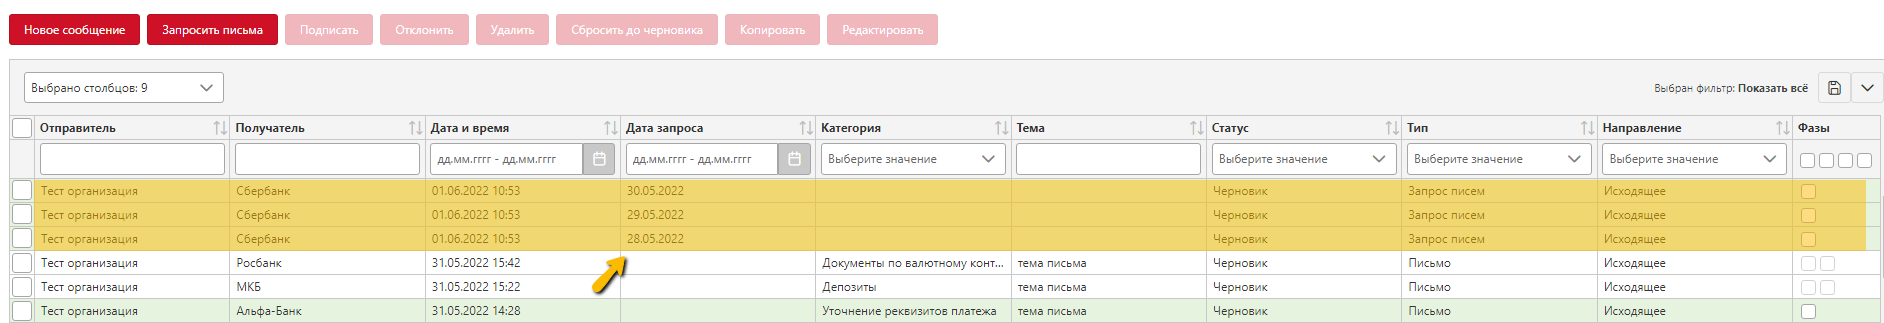 Новое сообщение Запросить письма Подписать Отклонить Удалить Сбросить до черновика Копировать Редактировать
Выбрано столбцов: 9 Выбран фильтр: Показать всё
Отправитель Получатель Дата и время Дата запроса Категория Тема Статус Тип Направление Фазы
дд.мм.гггг - дд.мм.гггг дд.мм.гггг - дд.мм.гггг Выберите значение Выберите значение Выберите значение Выберите значение
Тест организация Сбербанк 01.06.2022 10:53 30.05.2022 Черновик Запрос писем Исходящее
Тест организация Сбербанк 01.06.2022 10:53 29.05.2022 Черновик Запрос писем Исходящее
Тест организация Сбербанк 01.06.2022 10:53 28.05.2022 Черновик Запрос писем Исходящее
Тест организация Росбанк 31.05.2022 15:42 Документы по валютному конт... тема письма Черновик Письмо Исходящее
Тест организация МКБ 31.05.2022 15:22 Депозиты тема письма Черновик Письмо Исходящее
Тест организация Альфа-Банк 31.05.2022 14:28 Уточнение реквизитов платежа тема письма Черновик Письмо Исходящее